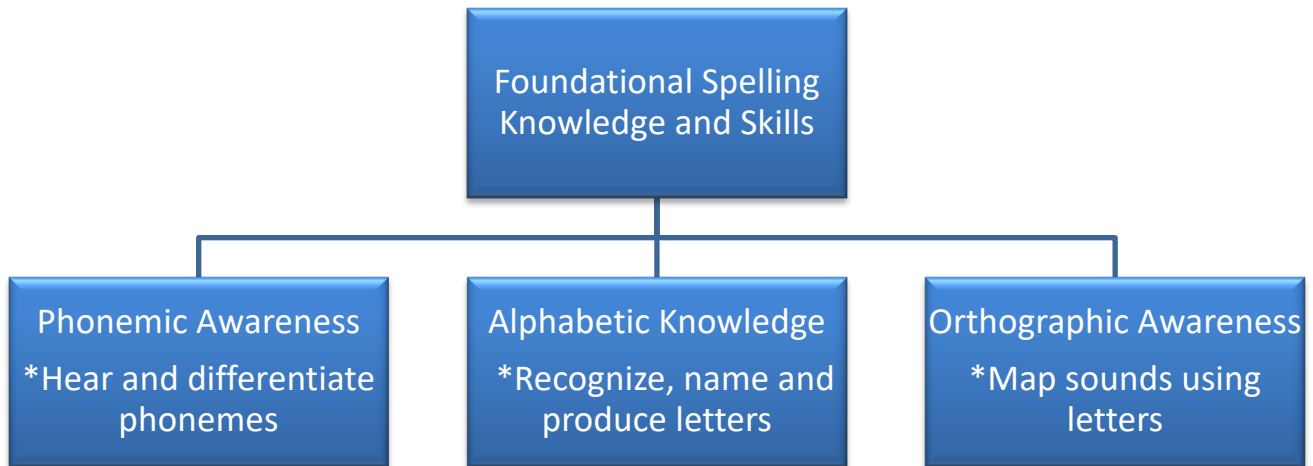 Foundational Spelling
Knowledge and Skills
Phonemic Awareness
*Hear and differentiate
phonemes
Alphabetic Knowledge
*Recognize, name and
produce letters
Orthographic Awareness
*Map sounds using
letters